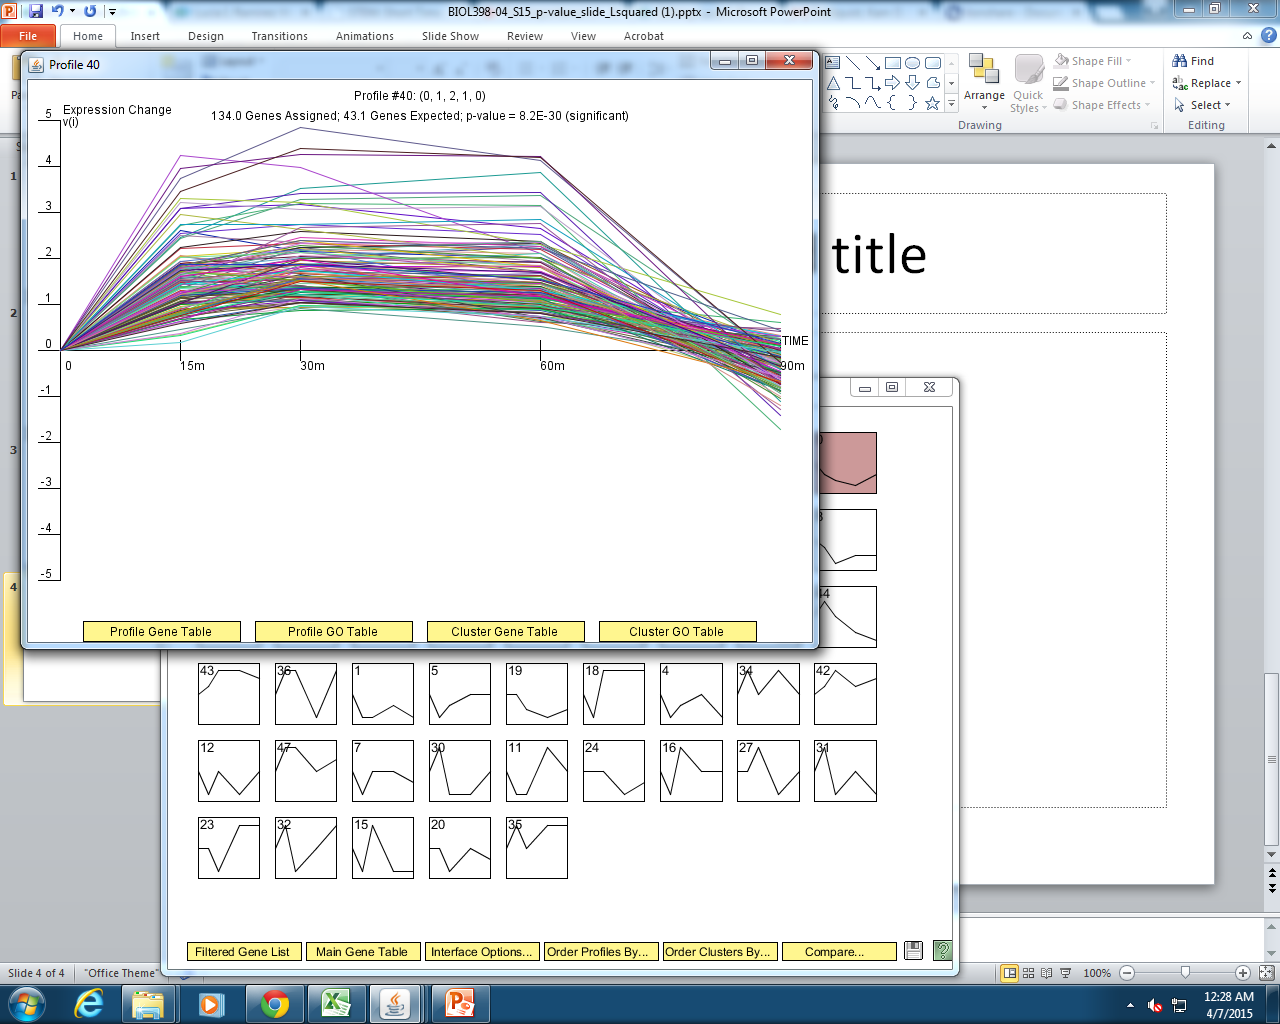 BIOL398-04_S15_p-value_slide_Lsquared (1).pptx - Microsoft PowerPoint
File Home Insert Design Transitions Animations Slide Show Review View Acrobat
Profile 40
Shape Fill
Shape Outline
Shape Effects
Arrange
Quick
Styles
Drawing
Find
Replace
Select
Editing
Profile #40: (0, 1, 2, 1, 0)
134.0 Genes Assigned; 43.1 Genes Expected; p-value = 8.2E-30 (significant)
Expression Change
v(i)
5
4
3
2
1
0
-1
-2
-3
-4
-5
0 15m 30m 60m 90m
TIME
Profile Gene Table Profile GO Table Cluster Gene Table Cluster GO Table
1
2
3
4
title
43 36 1 5 19 18 4 34 42
12 47 7 30 11 24 16 27 31
23 32 15 20 35
Filtered Gene List Main Gene Table Interface Options... Order Profiles By... Order Clusters By... Compare...
Slide 4 of 4 "Office Theme" 100%
12:28 AM
4/7/2015